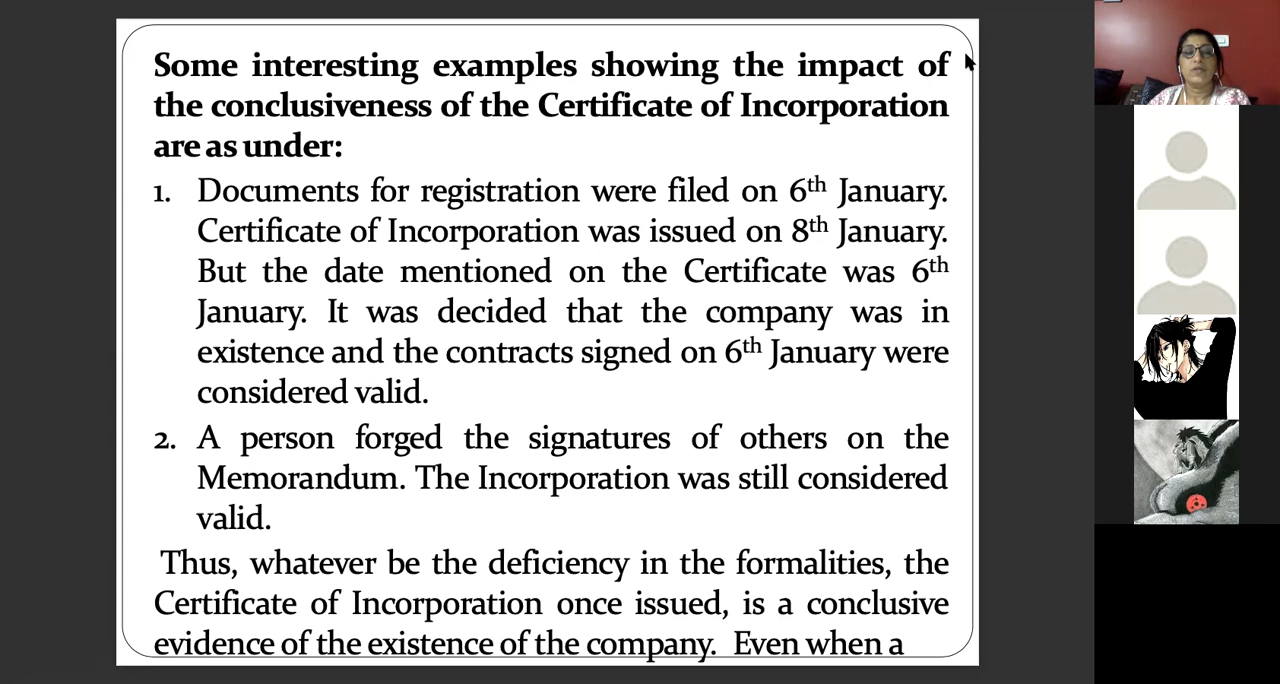 Some interesting examples showing the impact of
the conclusiveness of the Certificate of Incorporation
are as under:
1. Documents for registration were filed on 6th January.
Certificate of Incorporation was issued on 8th January.
But the date mentioned on the Certificate was 6th
January. It was decided that the company was in
existence and the contracts signed on 6th January were
considered valid.
2. A person forged the signatures of others on the
Memorandum. The Incorporation was still considered
valid.
Thus, whatever be the deficiency in the formalities, the
Certificate of Incorporation once issued, is a conclusive
evidence of the existence of the company. Even when a